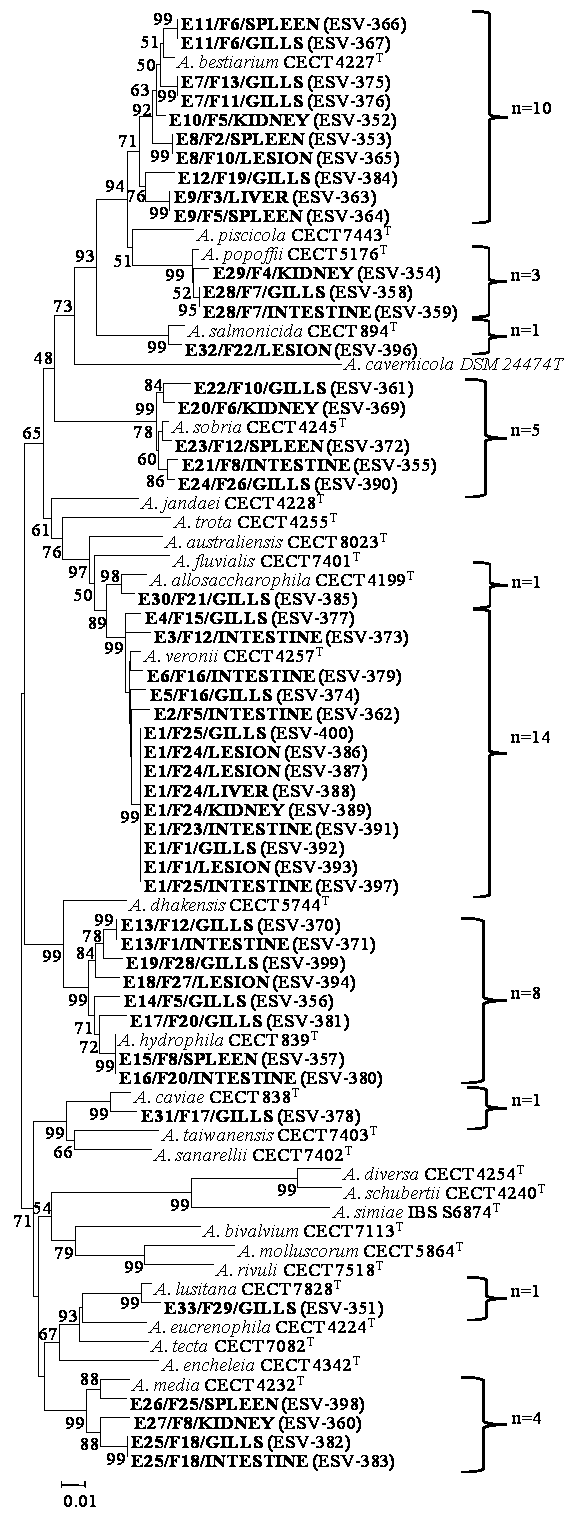 99 E11/F6/SPLEEN (ESV-366)
51 E11/F6/GILLS (ESV-367)
50 A. bestiarum CECT 4227T
63 99 E7/F13/GILLS (ESV-375)
E7/F11/GILLS (ESV-376)
n=10
92 E10/F5/KIDNEY (ESV-352)
71 E8/F2/SPLEEN (ESV-353)
99 E8/F10/LESION (ESV-365)
94 76 E12/F19/GILLS (ESV-384)
E9/F3/LIVER (ESV-363)
99 E9/F5/SPLEEN (ESV-364)
A. piscicola CECT 7443T
93 51 A. popoffii CECT 5176T
99 E29/F4/KIDNEY (ESV-354)
n=3
52 E28/F7/GILLS (ESV-358)
73 95 E28/F7/INTESTINE (ESV-359)
A. salmonicida CECT 894T
n=1
99 E32/F22/LESION (ESV-396)
48 A. cavernicola DSM 24474T
84 E22/F10/GILLS (ESV-361)
99 E20/F6/KIDNEY (ESV-369)
78 A. sobria CECT 4245T
n=5
65 E23/F12/SPLEEN (ESV-372)
60 E21/F8/INTESTINE (ESV-355)
86 E24/F26/GILLS (ESV-390)
A. jandaei CECT 4228T
61 A. trota CECT 4255T
76 A. australiensis CECT 8023T
97 A. fluvialis CECT 7401T
50 98 A. allosaccharophila CECT 4199T
n=1
E30/F21/GILLS (ESV-385)
89 E4/F15/GILLS (ESV-377)
99 E3/F12/INTESTINE (ESV-373)
A. veronii CECT 4257T
E6/F16/INTESTINE (ESV-379)
E5/F16/GILLS (ESV-374)
E2/F5/INTESTINE (ESV-362)
E1/F25/GILLS (ESV-400)
n=14
E1/F24/LESION (ESV-386)
E1/F24/LESION (ESV-387)
E1/F24/LIVER (ESV-388)
99 E1/F24/KIDNEY (ESV-389)
E1/F23/INTESTINE (ESV-391)
E1/F1/GILLS (ESV-392)
E1/F1/LESION (ESV-393)
E1/F25/INTESTINE (ESV-397)
A. dhakensis CECT 5744T
99 99 E13/F12/GILLS (ESV-370)
78 E13/F1/INTESTINE (ESV-371)
84 E19/F28/GILLS (ESV-399)
E18/F27/LESION (ESV-394)
n=8
99 E14/F5/GILLS (ESV-356)
71 E17/F20/GILLS (ESV-381)
72 A. hydrophila CECT 839T
99 E15/F8/SPLEEN (ESV-357)
E16/F20/INTESTINE (ESV-380)
A. caviae CECT 838T
n=1
99 E31/F17/GILLS (ESV-378)
99 A. taiwanensis CECT 7403T
66 A. sanarellii CECT 7402T
A. diversa CECT 4254T
99 A. schubertii CECT 4240T
71 54 99 A. simiae IBS S6874T
A. bivalvium CECT 7113T
79 A. molluscorum CECT 5864T
99 A. rivuli CECT 7518T
A. lusitana CECT 7828T
n=1
93 99 E33/F29/GILLS (ESV-351)
67 A. eucrenophila CECT 4224T
A. tecta CECT 7082T
A. encheleia CECT 4342T
88 A. media CECT 4232T
E26/F25/SPLEEN (ESV-398)
99 E27/F8/KIDNEY (ESV-360)
n=4
88 E25/F18/GILLS (ESV-382)
99 E25/F18/INTESTINE (ESV-383)
0.01